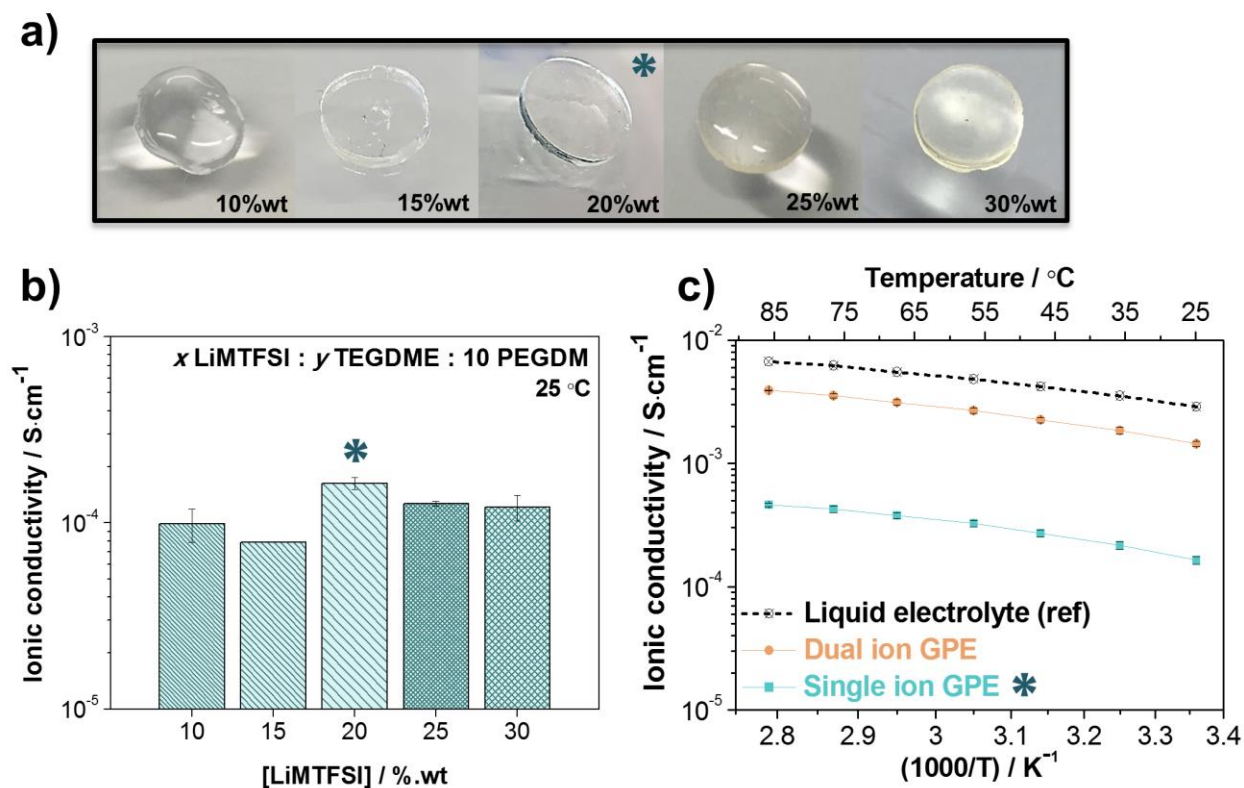 a)
*
10%wt 15%wt 20%wt 25%wt 30%wt
b)
10⁻³
10⁻⁴
10⁻⁵
Ionic conductivity / S·cm⁻¹
x LiMTFSI : y TEGDME : 10 PEGDM
25 °C
*
10 15 20 25 30
[LiMTFSI] / %.wt
c)
Temperature / °C
85 75 65 55 45 35 25
10⁻²
10⁻³
10⁻⁴
10⁻⁵
Ionic conductivity / S·cm⁻¹
Liquid electrolyte (ref)
Dual ion GPE
Single ion GPE *
2.8 2.9 3 3.1 3.2 3.3 3.4
(1000/T) / K⁻¹